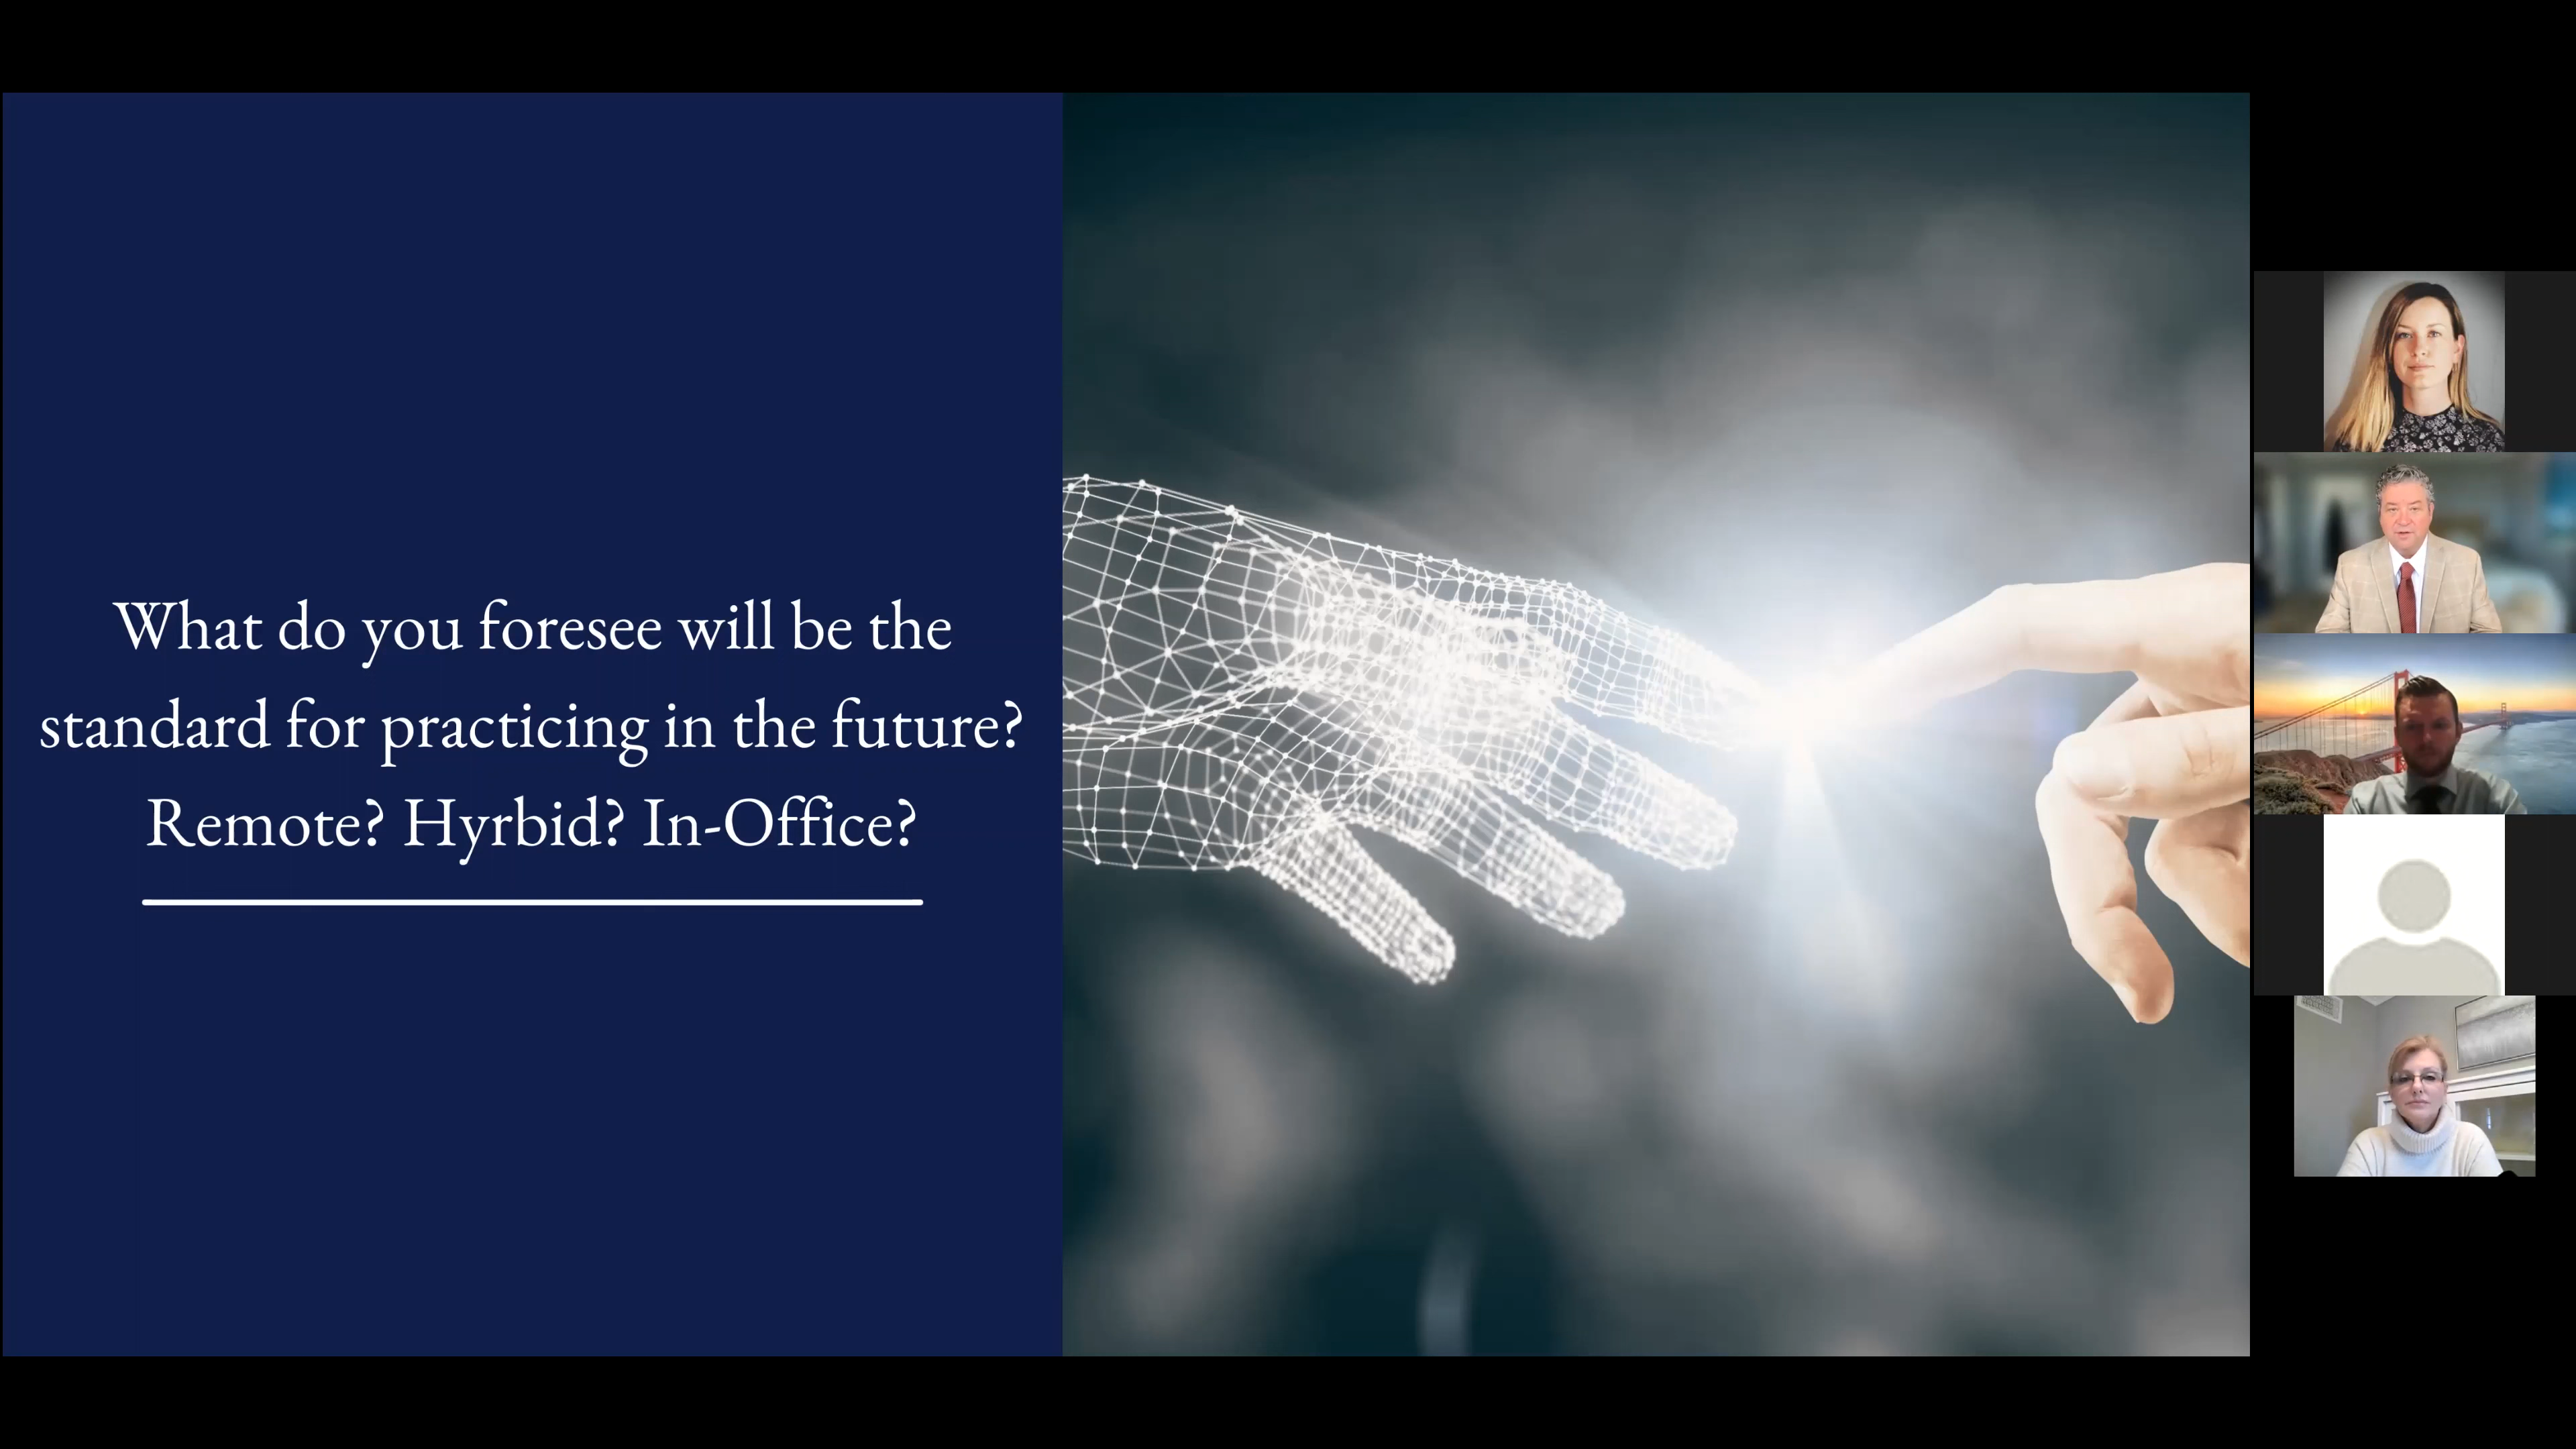 What do you foresee will be the
standard for practicing in the future?
Remote? Hyrbid? In-Office?